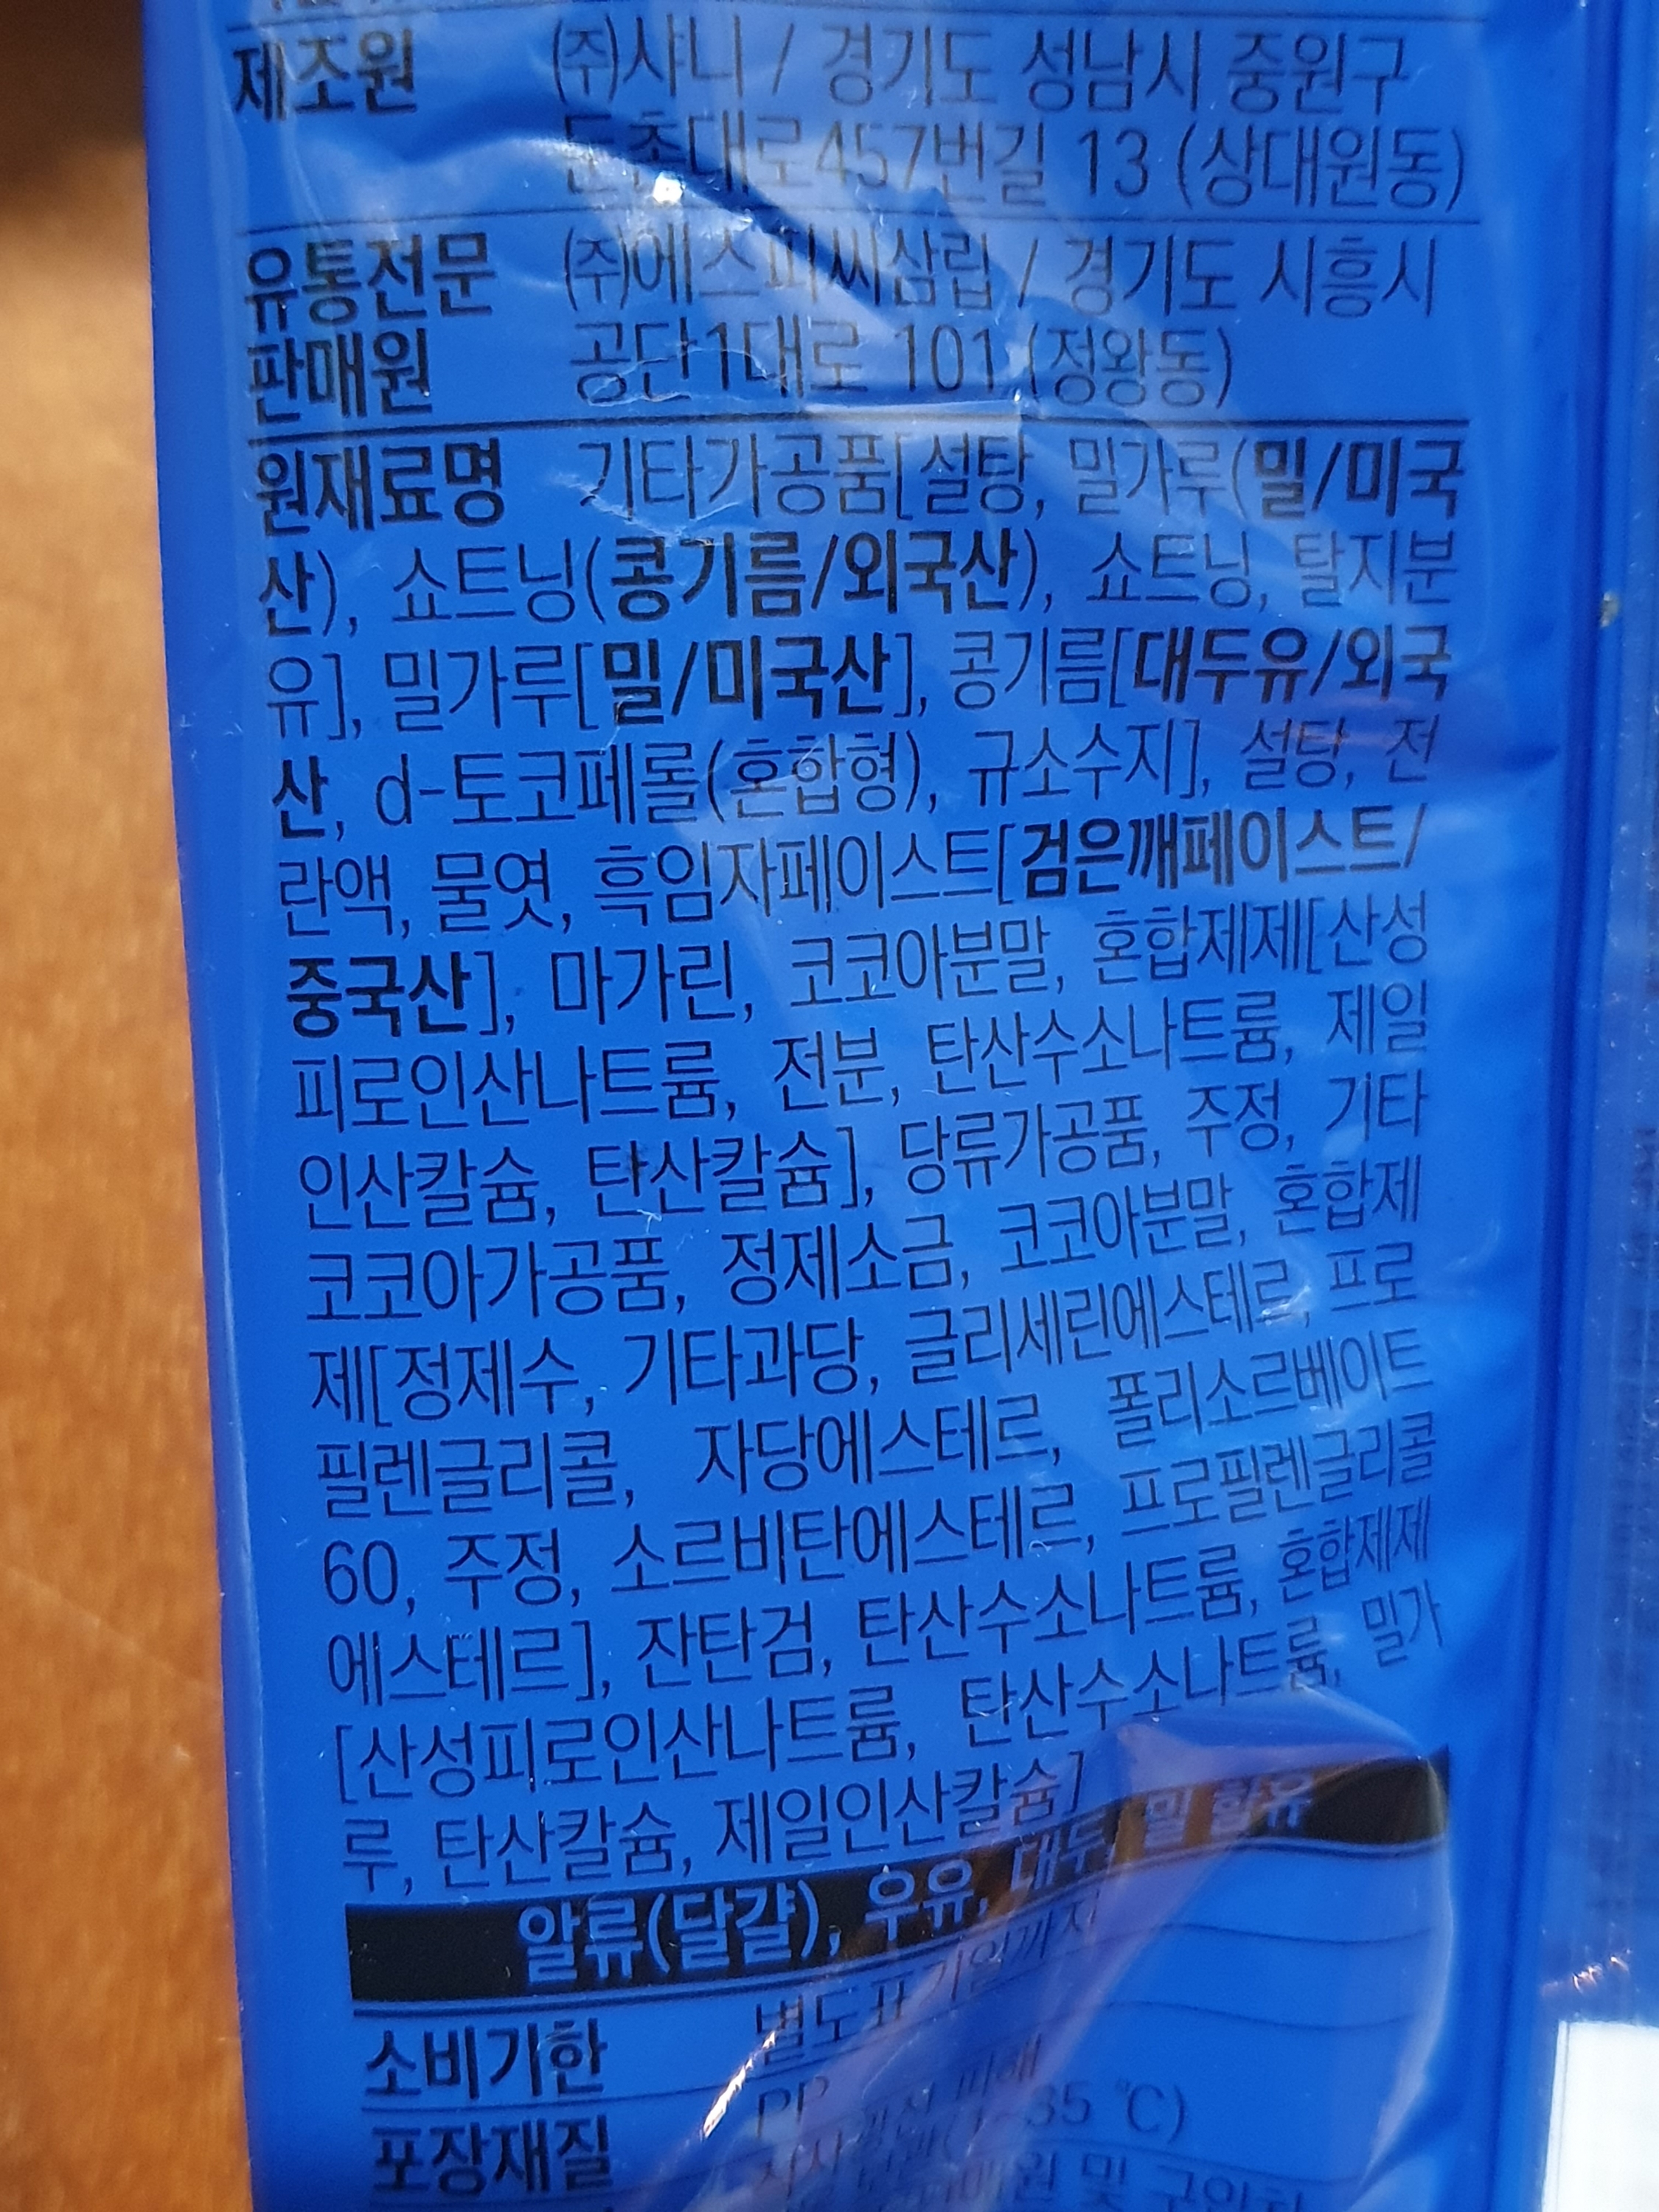 제조원 ㈜샤니 / 경기도 성남시 중원구
둔촌대로457번길 13 (상대원동)
유통전문 ㈜에스피씨삼립 / 경기도 시흥시
판매원 공단1대로 101 (정왕동)
원재료명 기타가공품[설탕, 밀가루(밀/미국
산), 쇼트닝(콩기름/외국산), 쇼트닝, 탈지분
유], 밀가루[밀/미국산], 콩기름[대두유/외국
산, d-토코페롤(혼합형), 규소수지], 설탕, 전
란액, 물엿, 흑임자페이스트[검은깨페이스트/
중국산], 마가린, 코코아분말, 혼합제제[산성
피로인산나트륨, 전분, 탄산수소나트륨, 제일
인산칼슘, 탄산칼슘], 당류가공품, 주정, 기타
코코아가공품, 정제소금, 코코아분말, 혼합제
제[정제수, 기타과당, 글리세린에스테르, 프로
필렌글리콜, 자당에스테르, 폴리소르베이트
60, 주정, 소르비탄에스테르, 프로필렌글리콜
에스테르], 잔탄검, 탄산수소나트륨, 혼합제제
[산성피로인산나트륨, 탄산수소나트륨, 밀가
루, 탄산칼슘, 제일인산칼슘]
알류(달걀), 우유, 대두, 밀 함유
소비기한
포장재질
35 ℃)
및